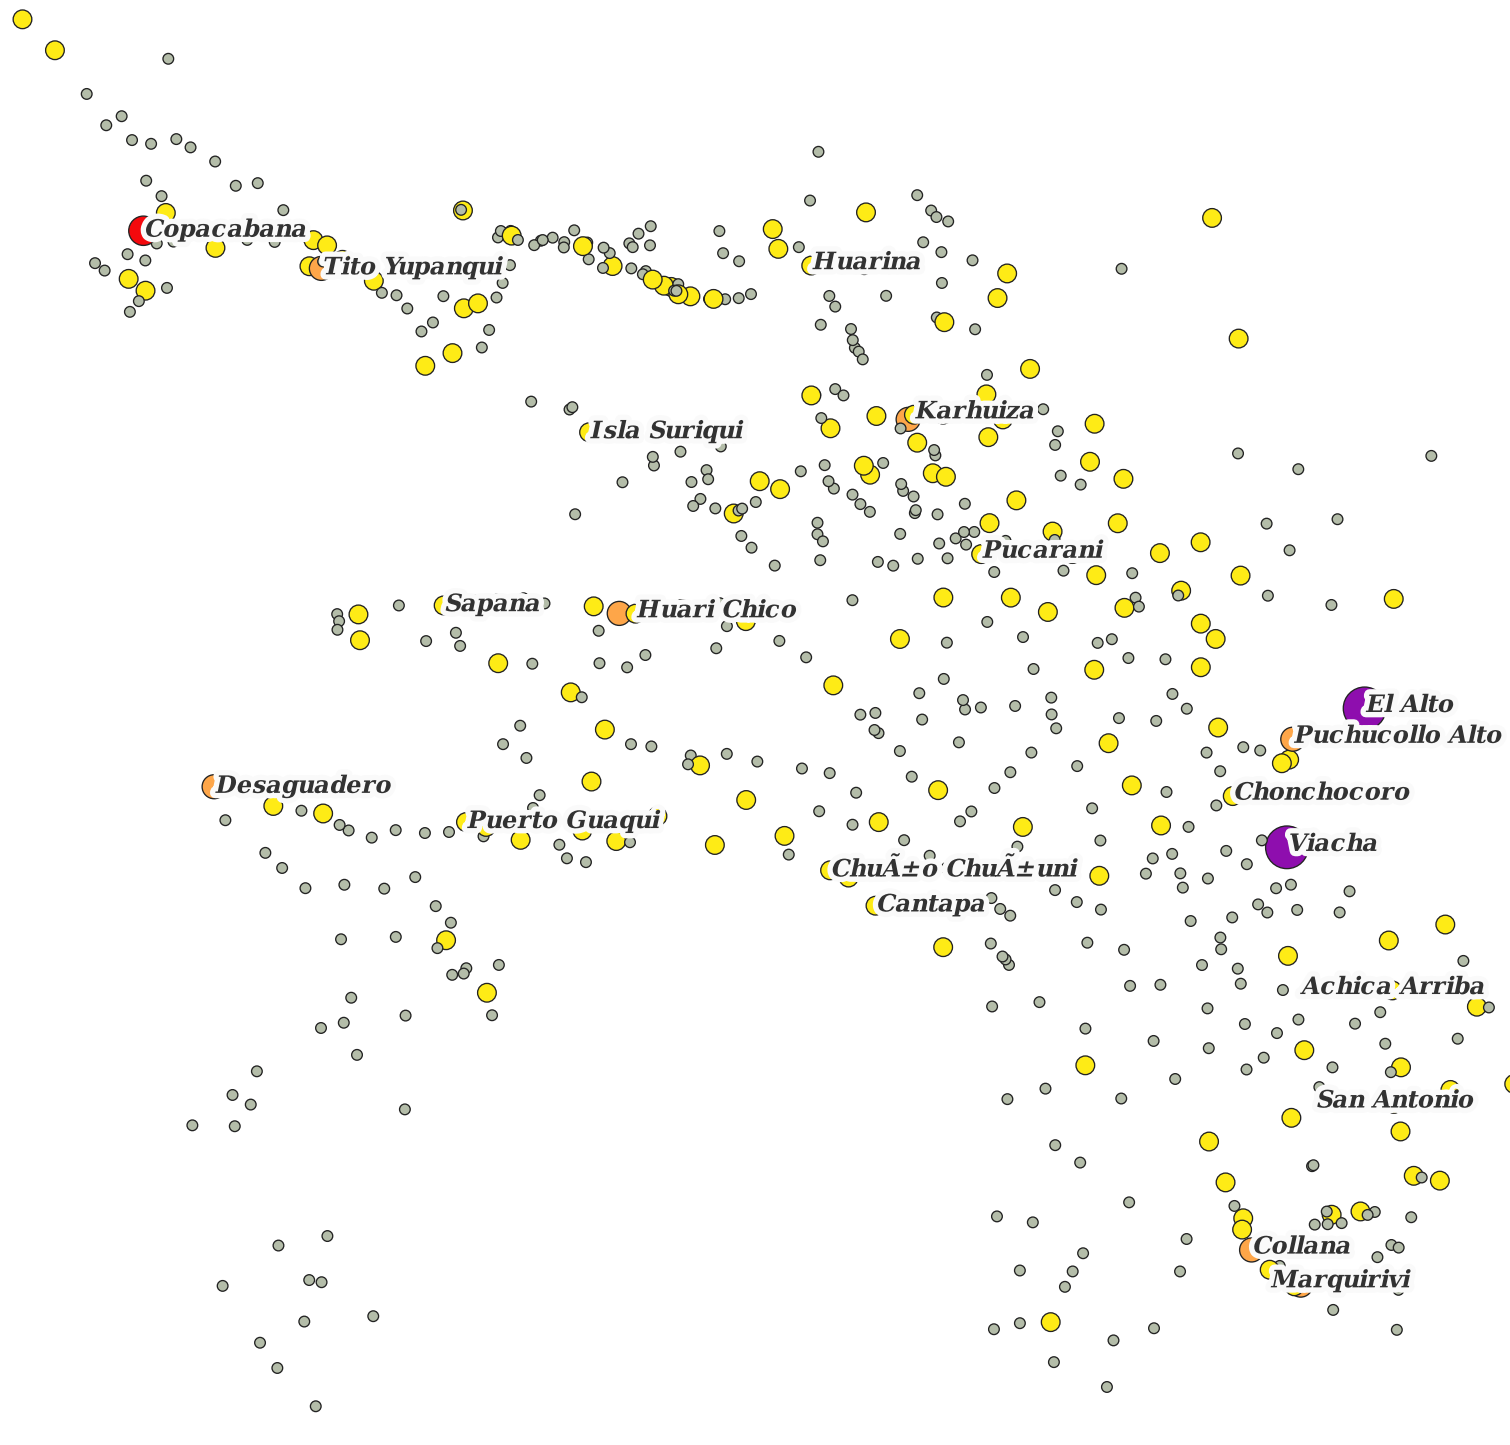 Copacabana
Tito Yupanqui
Huarina
Karhuiza
Isla Suriqui
Pucarani
Sapaña
Huari Chico
El Alto
Puchucollo Alto
Desaguadero
Chonchocoro
Puerto Guaqui
Viacha
ChuÃ±o ChuÃ±uni
Cantapa
Achica Arriba
San Antonio
Collana
Marquirivi